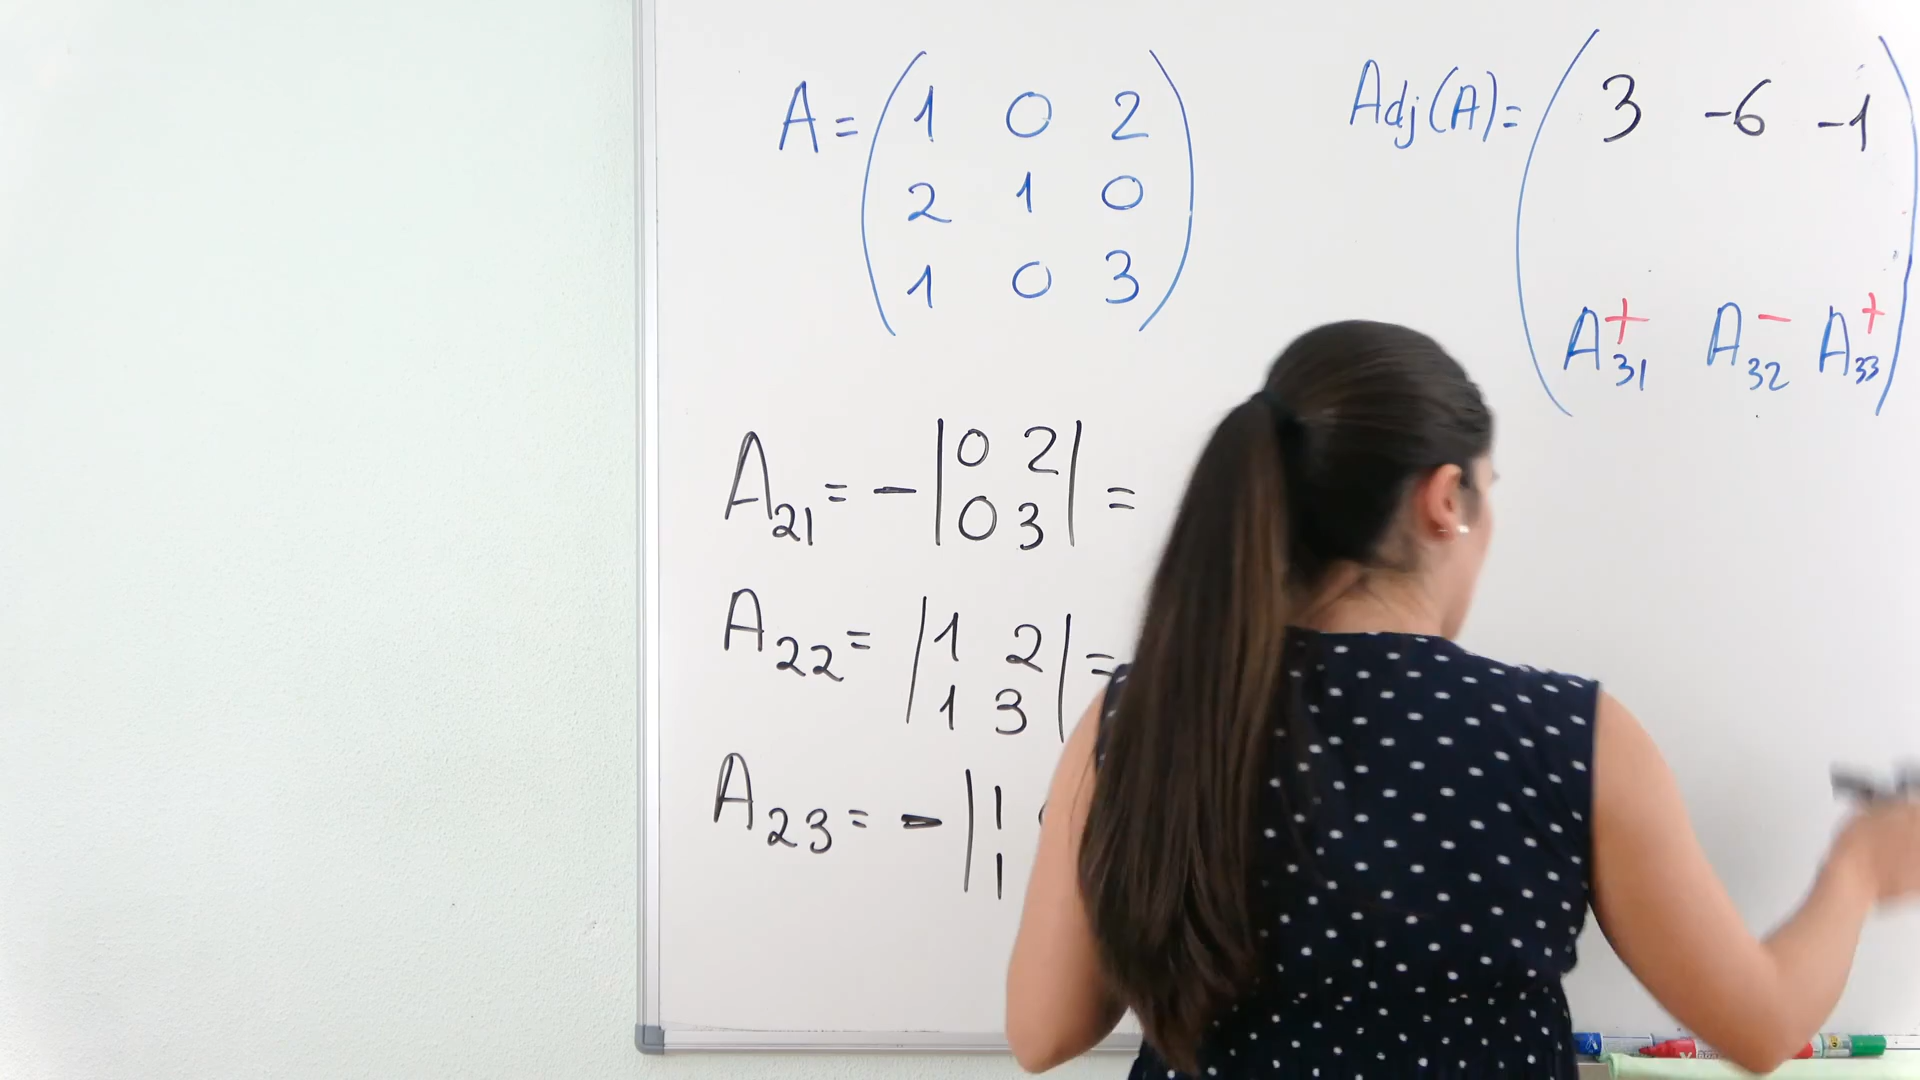 A = ( 1 0 2
2 1 0
1 0 3 )
Adj(A) = ( 3 -6 -1
A31+ A32- A33+ )
A21 = - | 0 2
0 3 | =
A22 = | 1 2
1 3 | =
A23 = - | 1
1